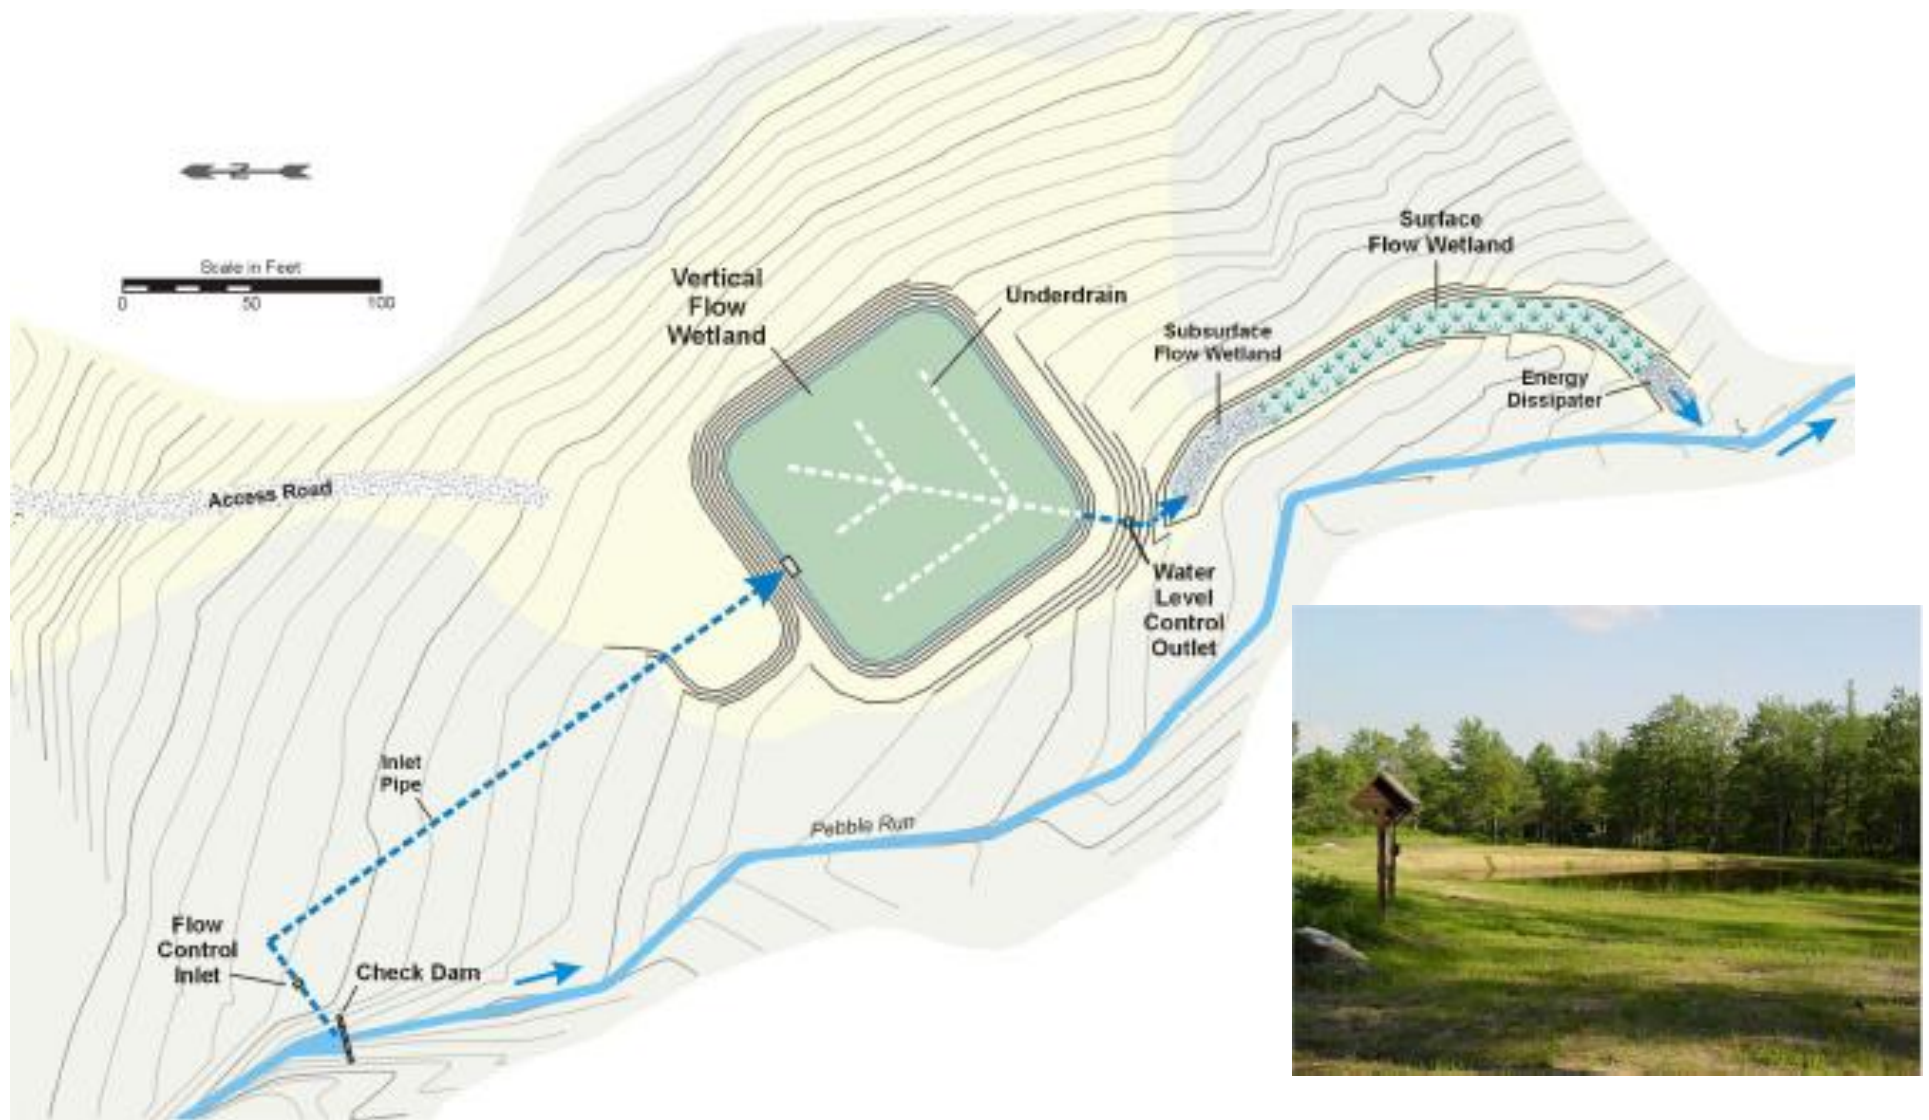 N
Scale in Feet
0 50 100
Vertical
Flow
Wetland
Underdrain
Surface
Flow Wetland
Subsurface
Flow Wetland
Energy
Dissipater
Access Road
Water
Level
Control
Outlet
Inlet
Pipe
Pebble Run
Flow
Control
Inlet
Check Dam